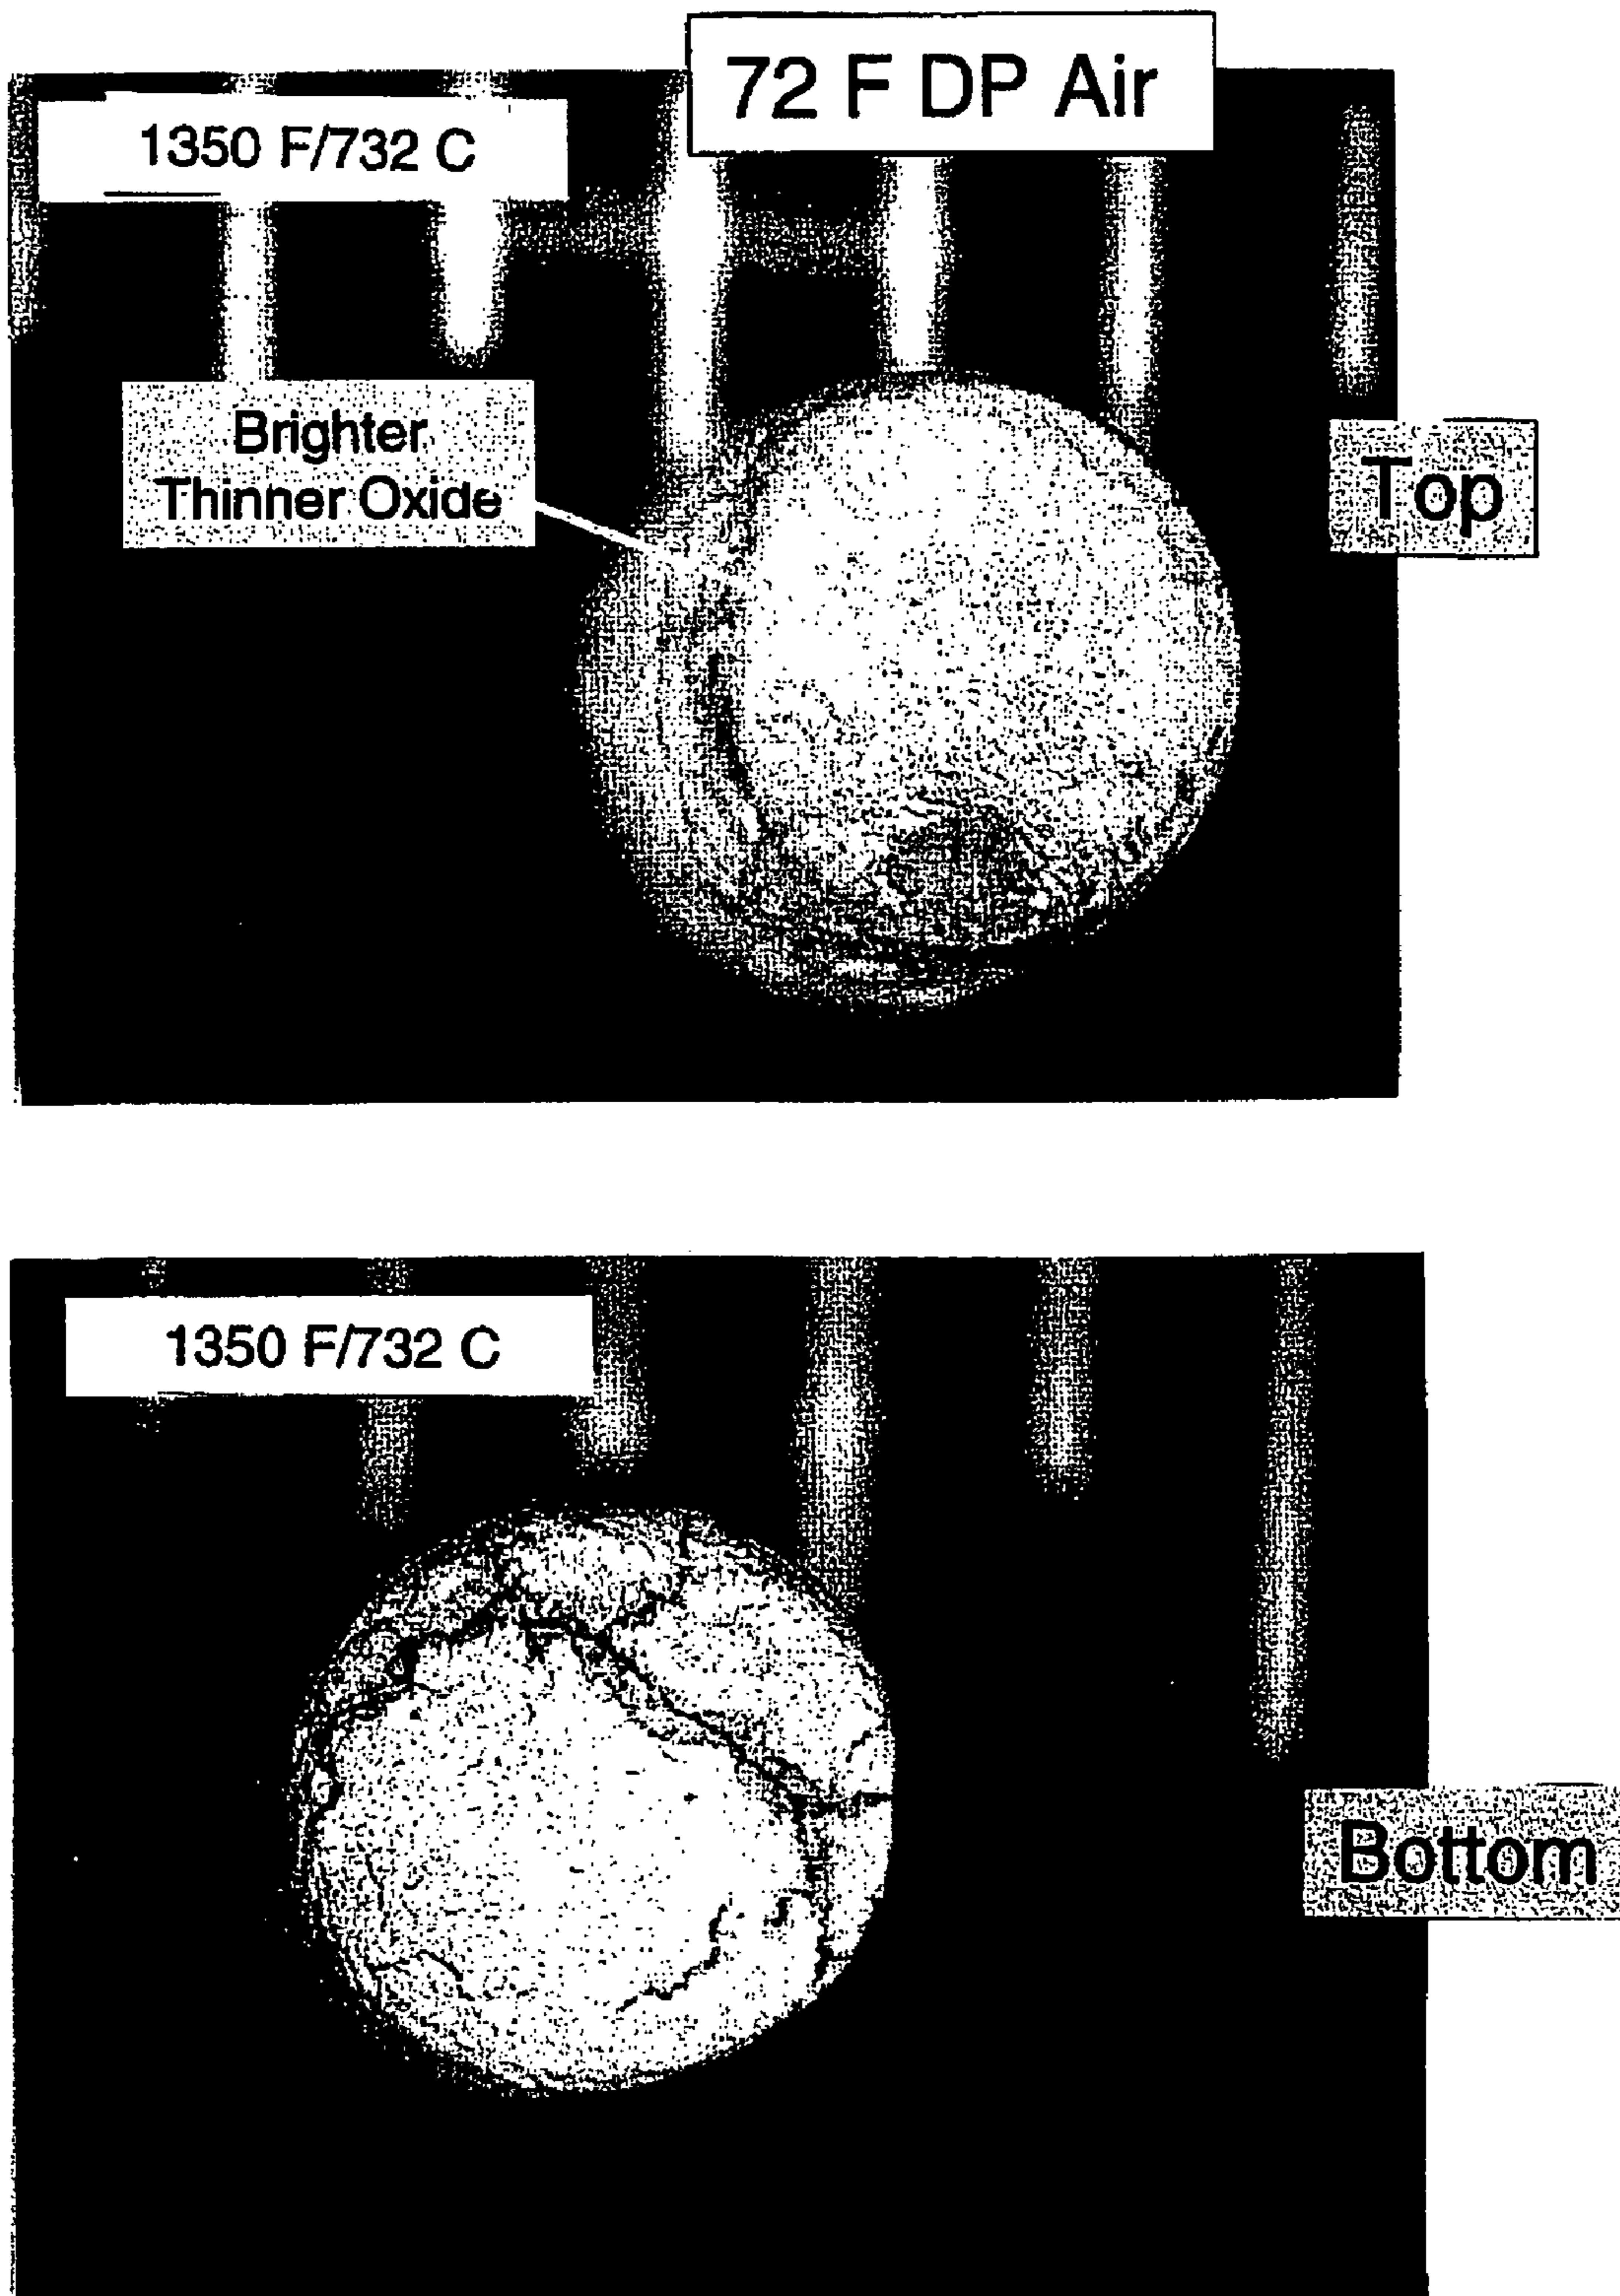 72 F DP Air
1350 F/732 C
Brighter
Thinner Oxide
Top
1350 F/732 C
Bottom